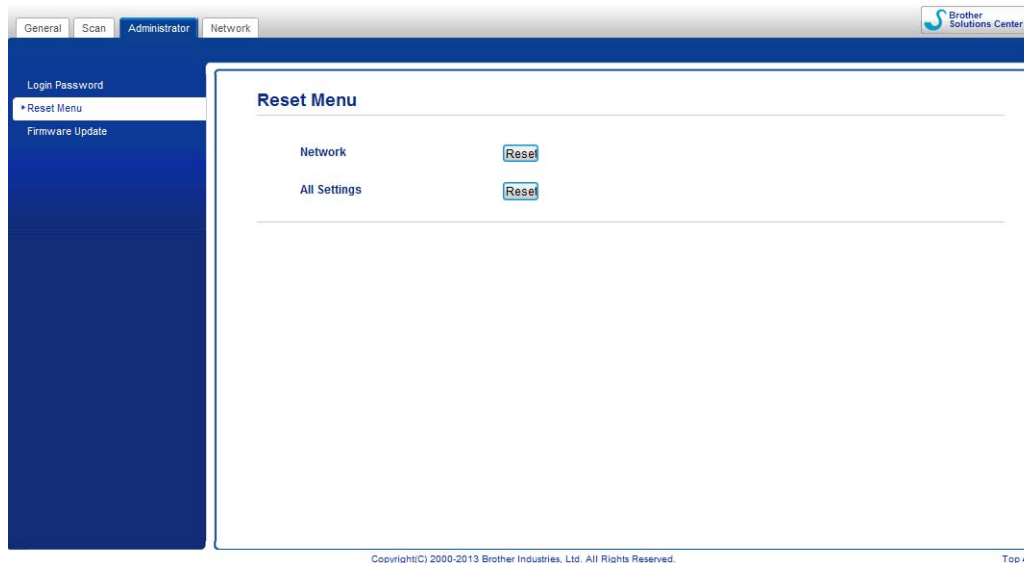 General Scan Administrator Network
Brother
Solutions Center
Login Password
Reset Menu
Firmware Update
Reset Menu
Network Reset
All Settings Reset
Copyright(C) 2000-2013 Brother Industries, Ltd. All Rights Reserved.
Top